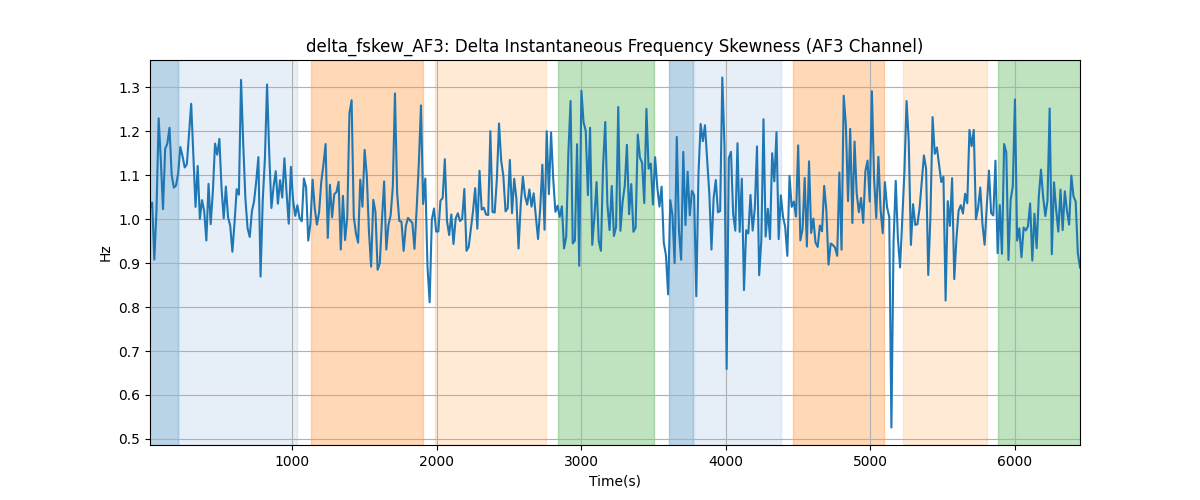 delta_fskew_AF3: Delta Instantaneous Frequency Skewness (AF3 Channel)
1.3
1.2
1.1
1.0
0.9
0.8
0.7
0.6
0.5
Hz
1000 2000 3000 4000 5000 6000
Time(s)